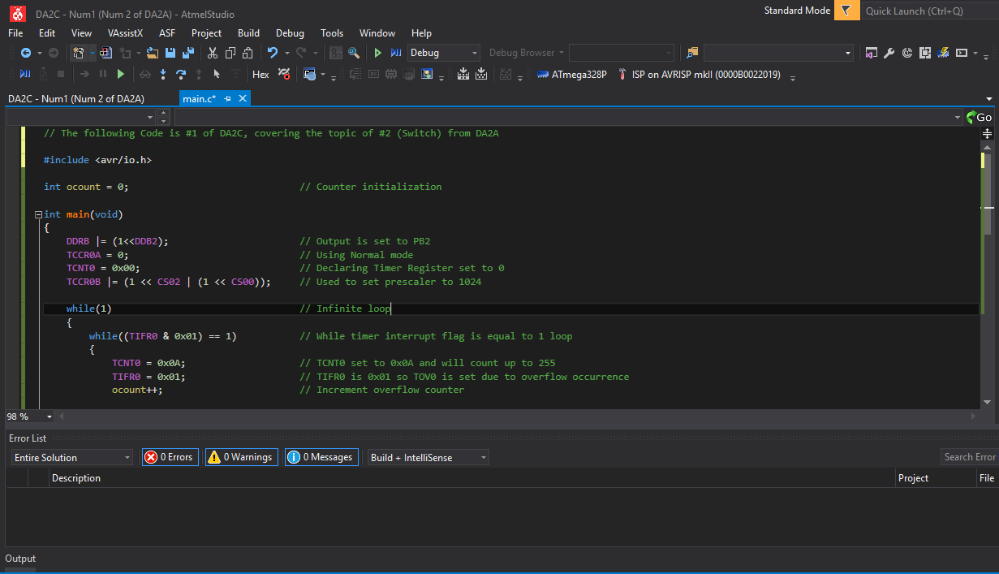 DA2C - Num1 (Num 2 of DA2A) - AtmelStudio
Standard Mode
Quick Launch (Ctrl+Q)
File Edit View VAssistX ASF Project Build Debug Tools Window Help
Debug
Debug Browser
Hex
ATmega328P
ISP on AVRISP mkII (0000B0022019)
DA2C - Num1 (Num 2 of DA2A)
main.c*
Go
// The following Code is #1 of DA2C, covering the topic of #2 (Switch) from DA2A
#include <avr/io.h>
int ocount = 0; // Counter initialization
int main(void)
{
DDRB |= (1<<DDB2); // Output is set to PB2
TCCR0A = 0; // Using Normal mode
TCNT0 = 0x00; // Declaring Timer Register set to 0
TCCR0B |= (1 << CS02 | (1 << CS00)); // Used to set prescaler to 1024
while(1) // Infinite loop
{
while((TIFR0 & 0x01) == 1) // While timer interrupt flag is equal to 1 loop
{
TCNT0 = 0x0A; // TCNT0 set to 0x0A and will count up to 255
TIFR0 = 0x01; // TIFR0 is 0x01 so TOV0 is set due to overflow occurrence
ocount++; // Increment overflow counter
98 %
Error List
Entire Solution
0 Errors
0 Warnings
0 Messages
Build + IntelliSense
Search Error
Description
Project
File
Output